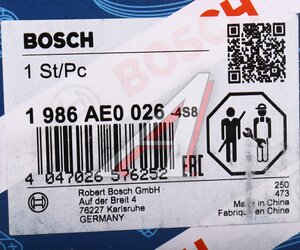 BOSCH
1 St/Pc
1 986 AE0 026 -4S8
4 047026 576252
EAC
Robert Bosch GmbH
Auf der Breit 4
76227 Karlsruhe
GERMANY
250
473
Made in China
Fabriqué en Chine